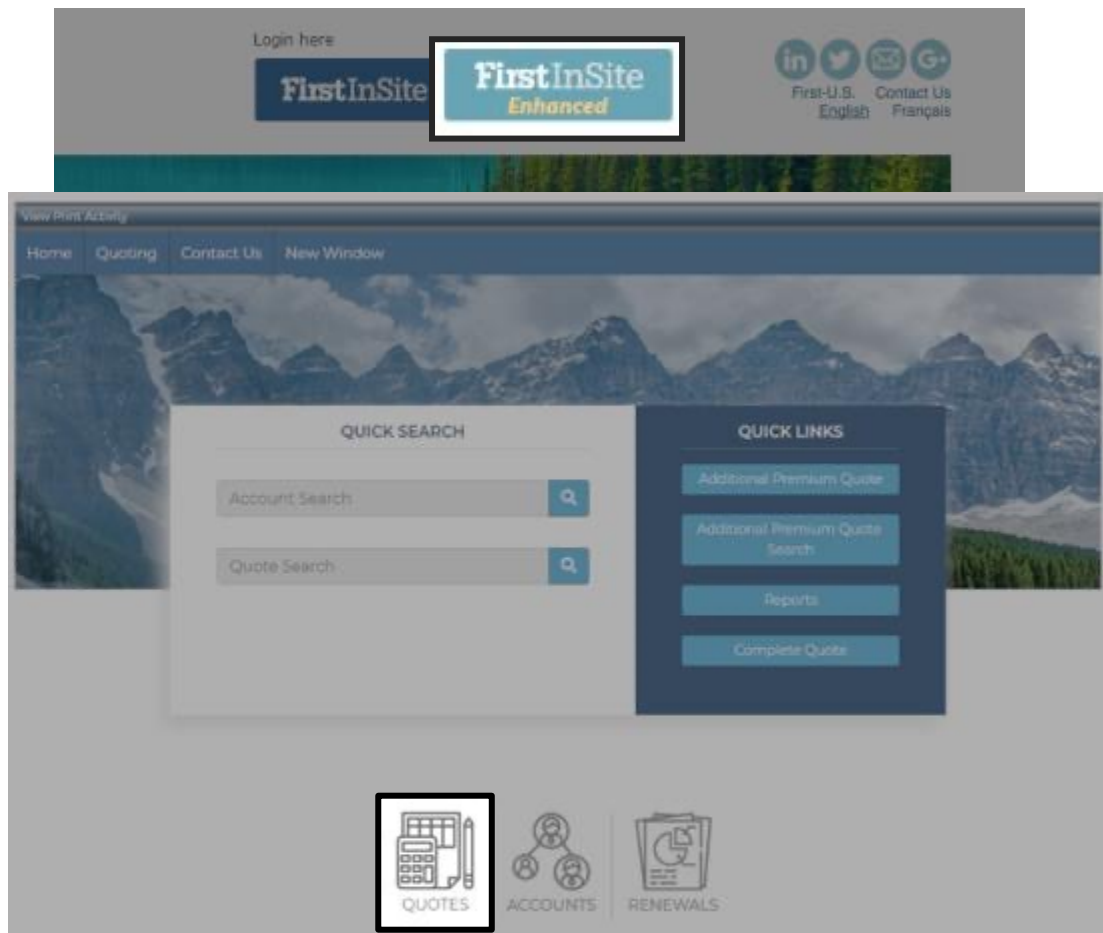 Login here
FirstInSite
FirstInSite
Enhanced
in
G+
First-U.S. Contact Us
English Français
View Print Activity
Home Quoting Contact Us New Window
QUICK SEARCH
Account Search
Quote Search
QUICK LINKS
Additional Premium Quote
Additional Premium Quote
Search
Reports
Complete Quote
QUOTES ACCOUNTS RENEWALS